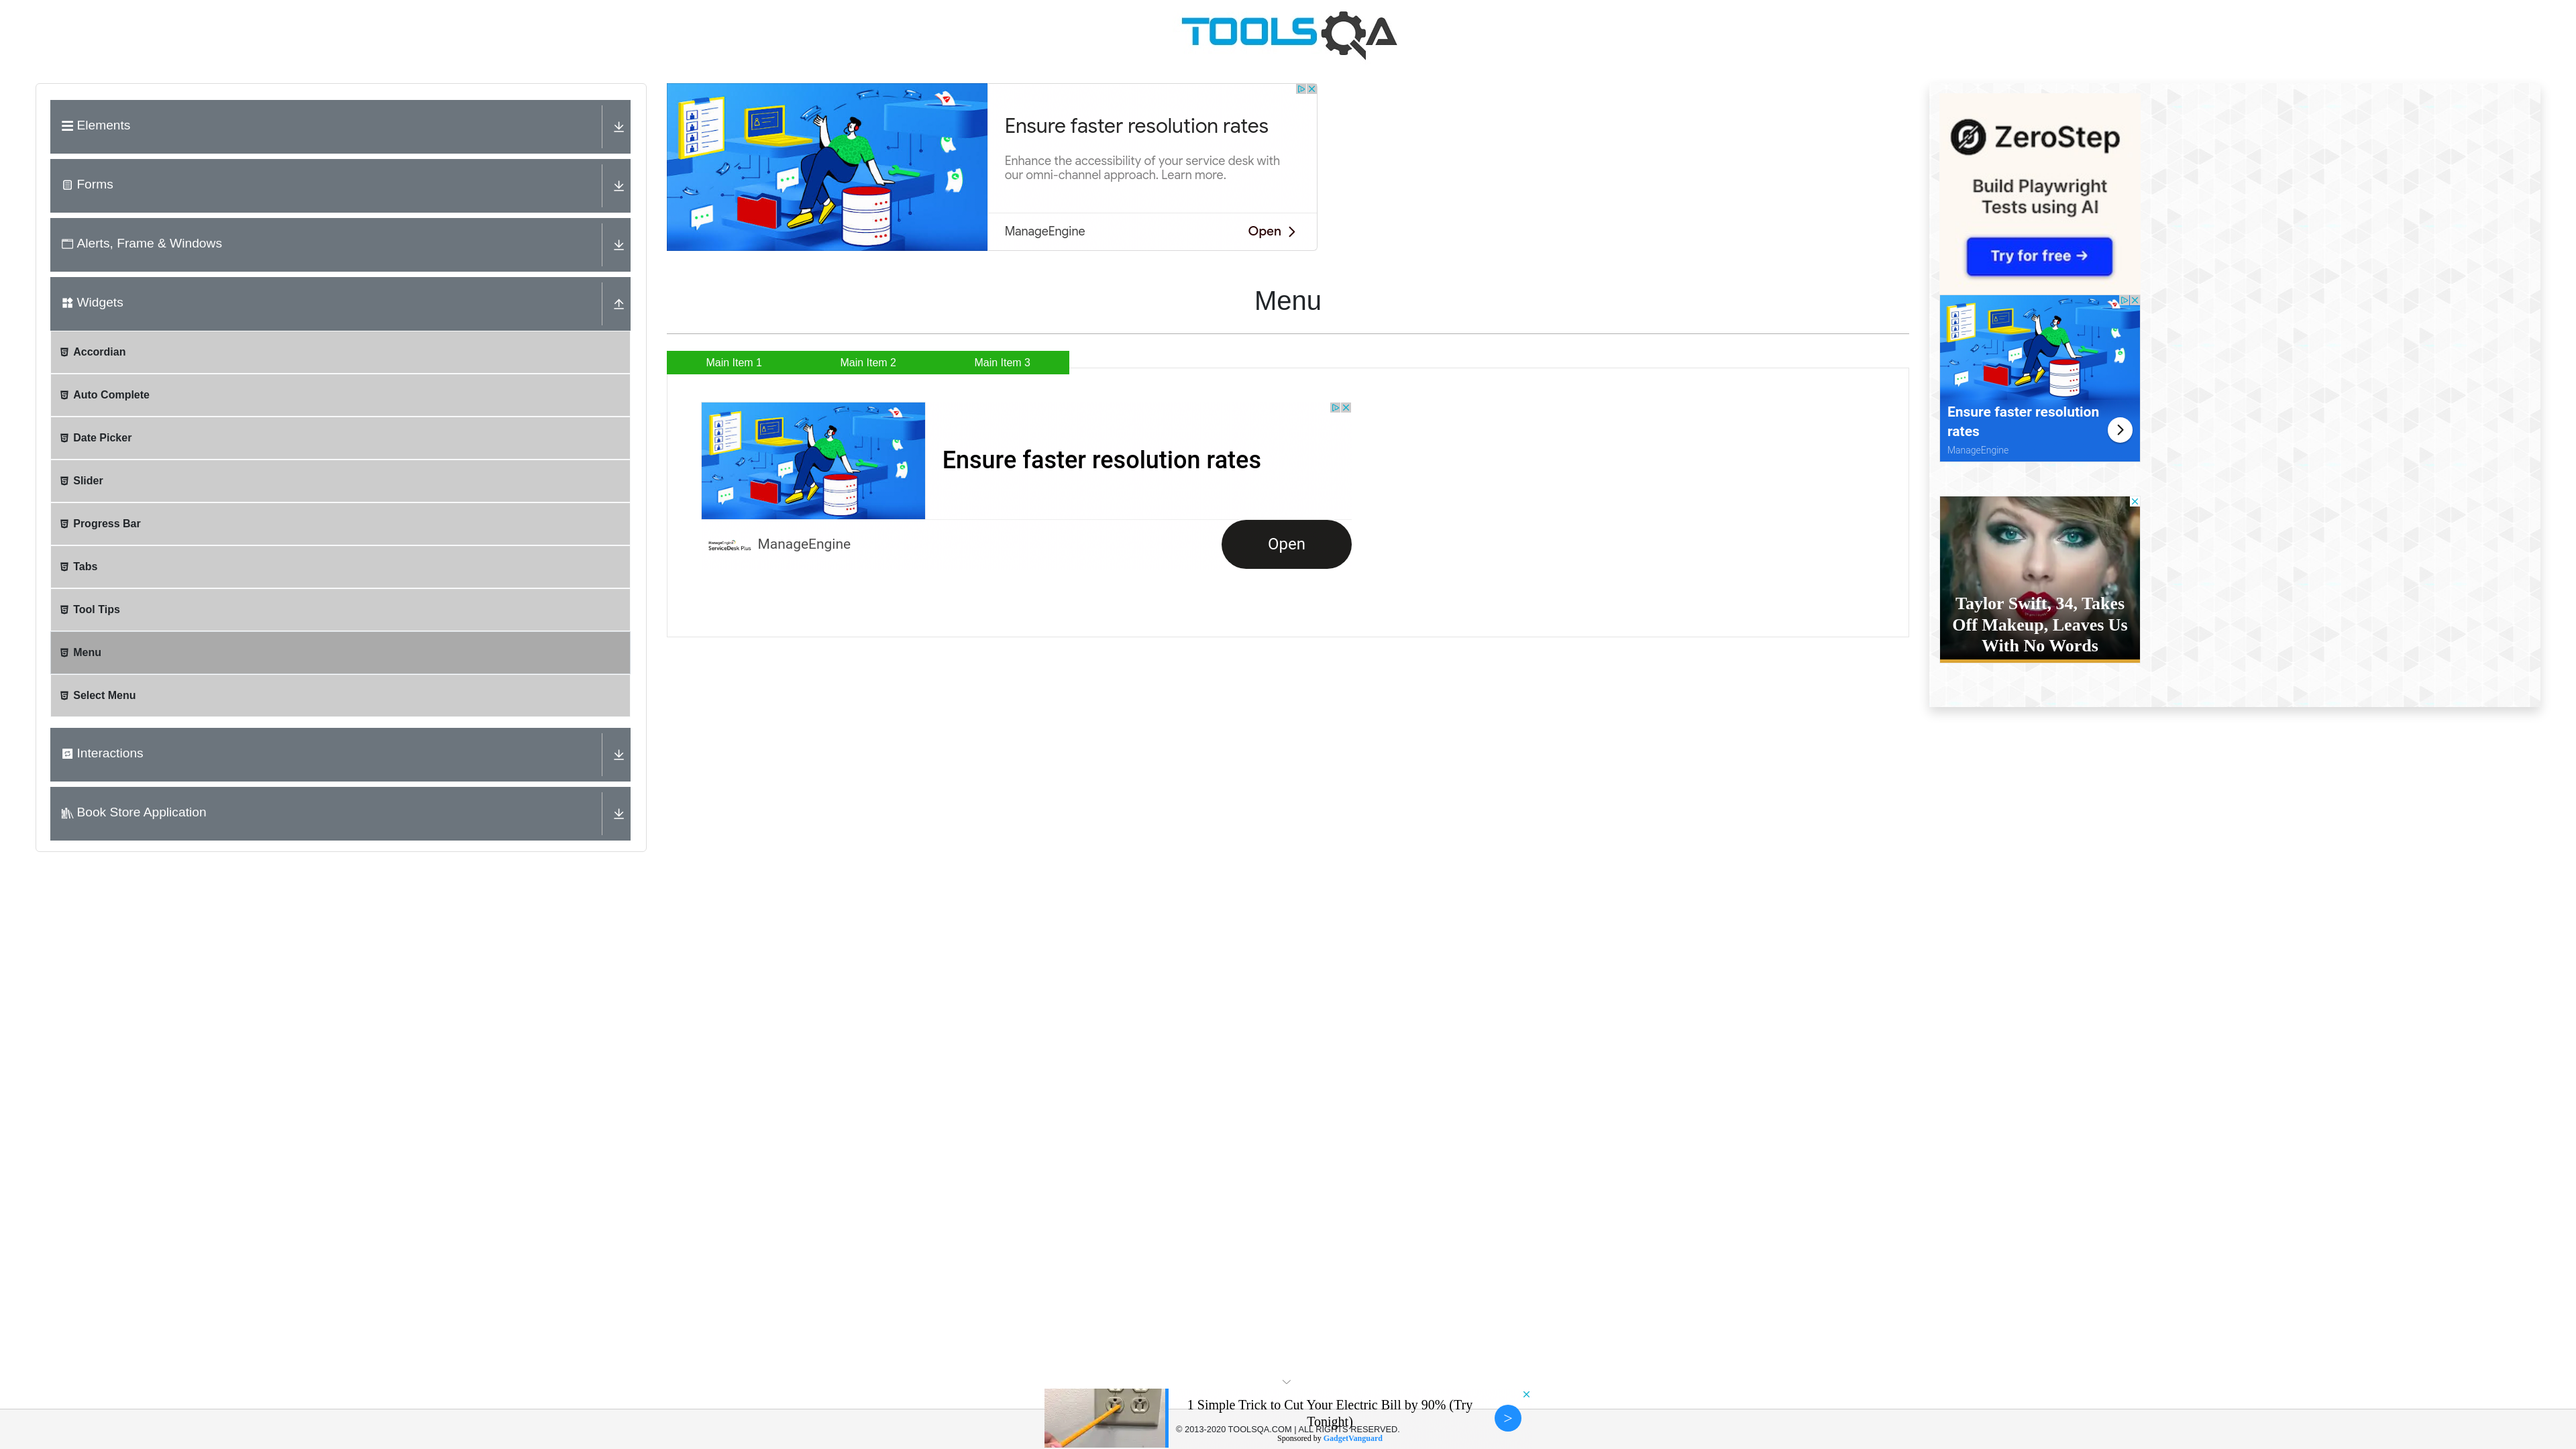 TOOLSQA
Elements
Forms
Alerts, Frame & Windows
Widgets
Accordian
Auto Complete
Date Picker
Slider
Progress Bar
Tabs
Tool Tips
Menu
Select Menu
Interactions
Book Store Application
Ensure faster resolution rates
Enhance the accessibility of your service desk with
our omni-channel approach. Learn more.
ManageEngine
Open
Menu
Main Item 1
Main Item 2
Main Item 3
Ensure faster resolution rates
ManageEngine
ServiceDesk Plus
ManageEngine
Open
ZeroStep
Build Playwright
Tests using AI
Try for free →
Ensure faster resolution
rates
ManageEngine
Taylor Swift, 34, Takes
Off Makeup, Leaves Us
With No Words
1 Simple Trick to Cut Your Electric Bill by 90% (Try
Tonight)
© 2013-2020 TOOLSQA.COM | ALL RIGHTS RESERVED.
Sponsored by GadgetVanguard